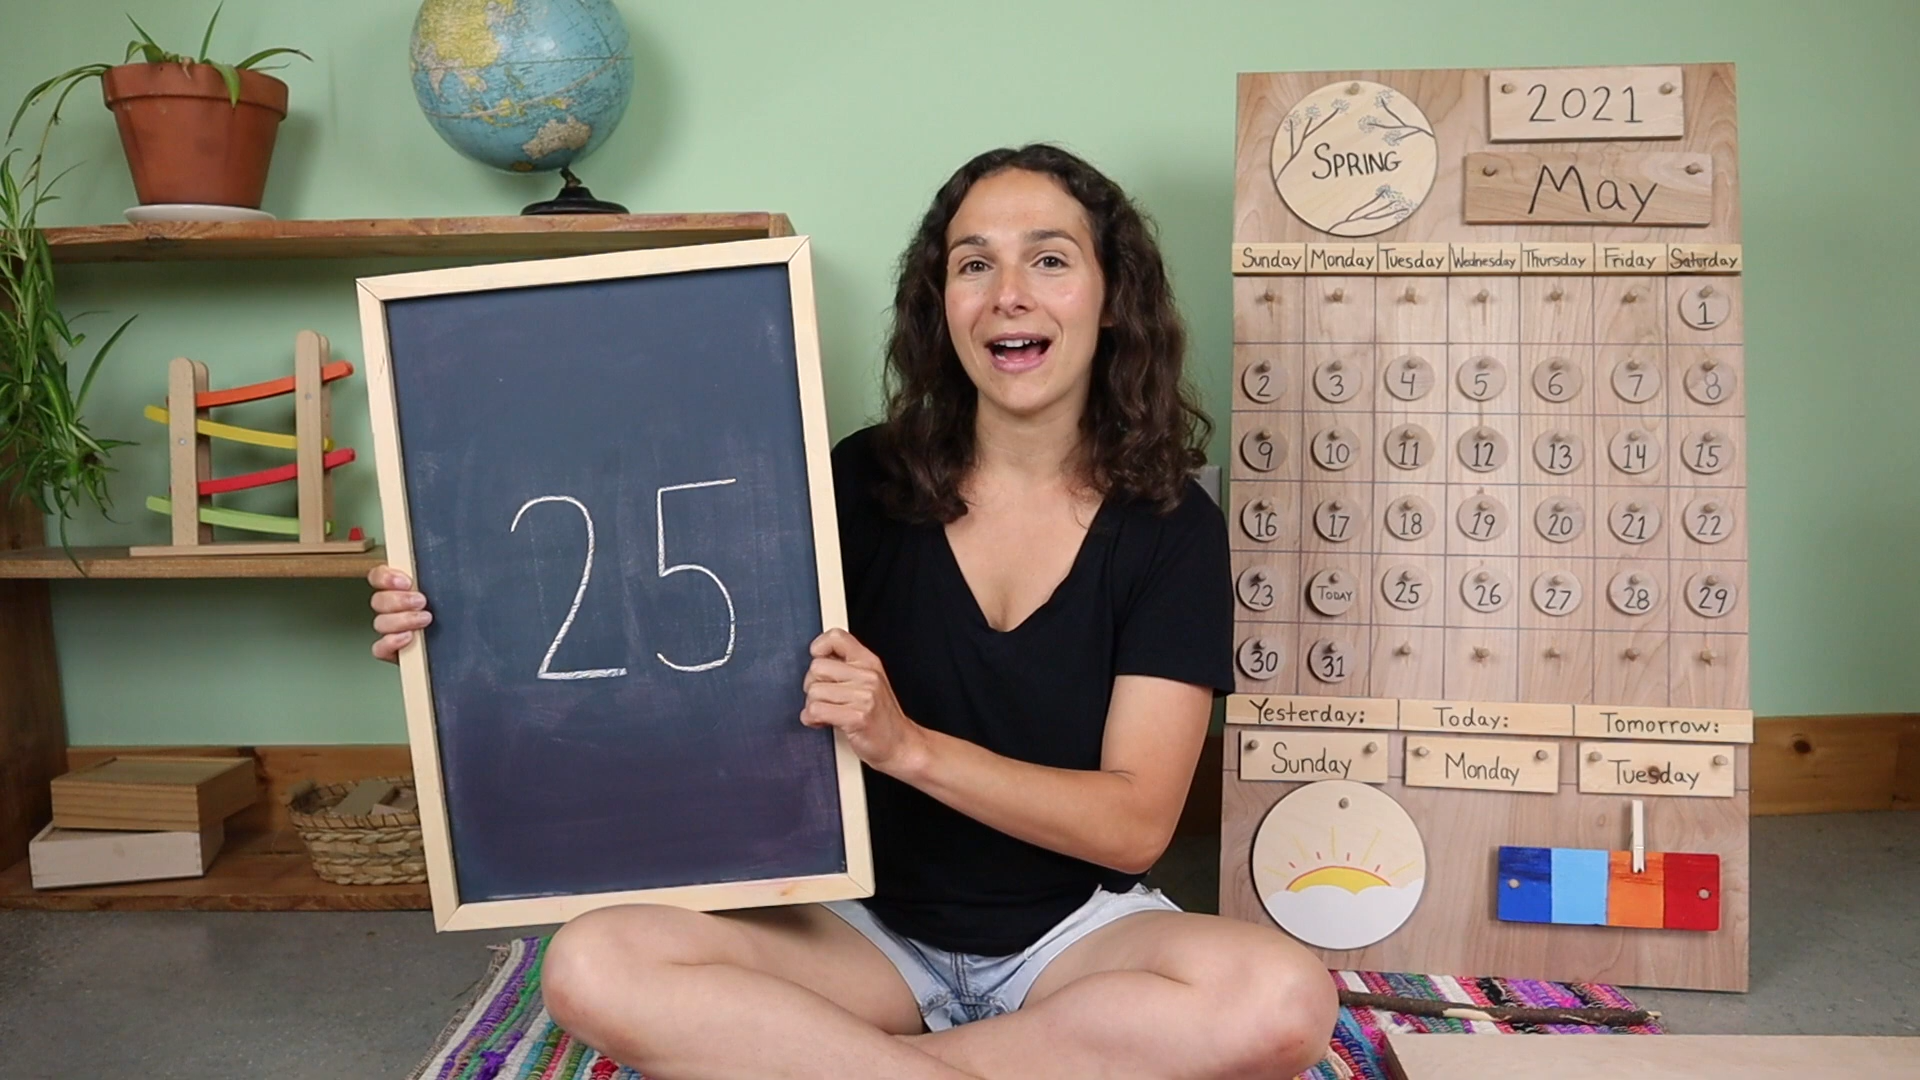 25
2021
SPRING
May
Sunday Monday Tuesday Wednesday Thursday Friday Saturday
1
2 3 4 5 6 7 8
9 10 11 12 13 14 15
16 17 18 19 20 21 22
23 TODAY 25 26 27 28 29
30 31
Yesterday: Today: Tomorrow:
Sunday Monday Tuesday